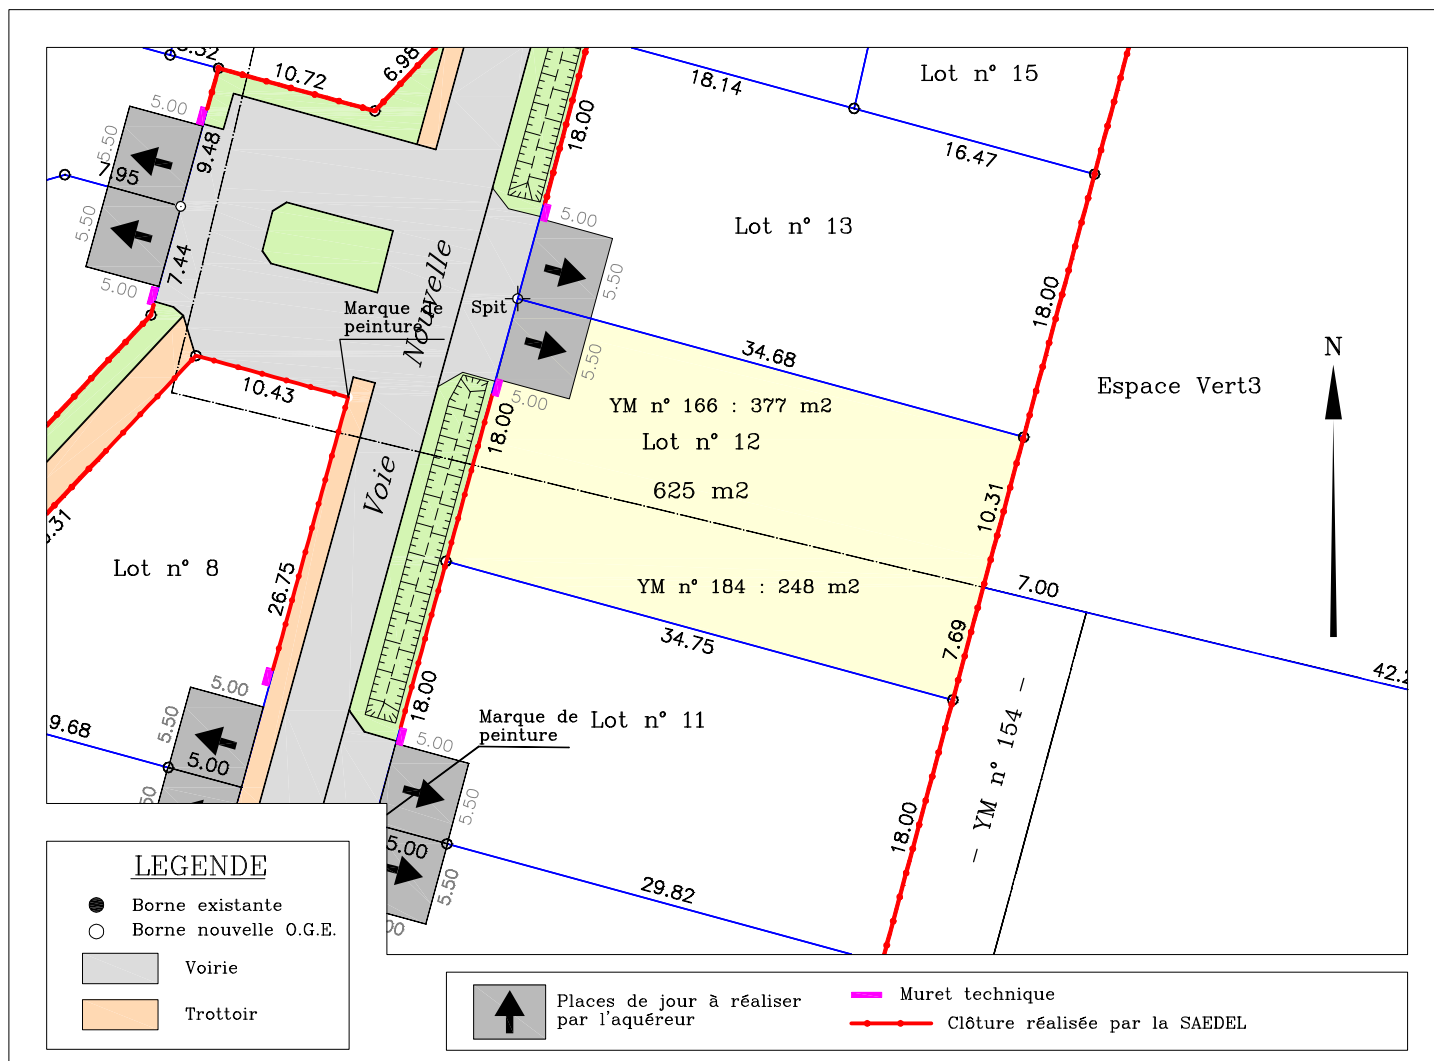 10.72
6.98
5.00
5.50
9.48
7.95
5.50
7.44
5.00
18.00
18.14
Lot n° 15
16.47
Lot n° 13
5.00
5.50
Nouvelle
Marque de
peinture
Spit
5.50
5.00
18.00
34.68
18.00
Espace Vert3
N
10.43
YM n° 166 : 377 m2
Lot n° 12
625 m2
10.31
Voie
Lot n° 8
26.75
YM n° 184 : 248 m2
7.00
34.75
7.69
42.2
18.00
5.00
5.50
9.68
5.00
Marque de
peinture
Lot n° 11
5.00
5.50
- YM n° 154 -
18.00
5.00
5.50
29.82
LEGENDE
Borne existante
Borne nouvelle O.G.E.
Voirie
Trottoir
Places de jour à réaliser
par l'aquéreur
Muret technique
Clôture réalisée par la SAEDEL